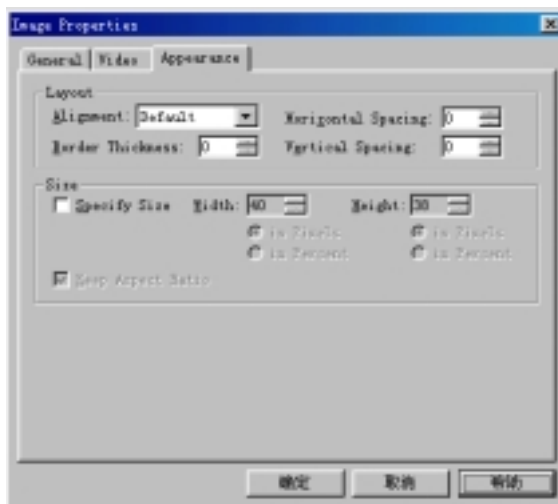 Image Properties
General Video Appearance
Layout
Alignment: Default Horizontal Spacing: 0
Border Thickness: 0 Vertical Spacing: 0
Size
Specify Size Width: 40 Height: 38
in Pixels in Pixels
in Percent in Percent
Keep Aspect Ratio
确定 取消 帮助